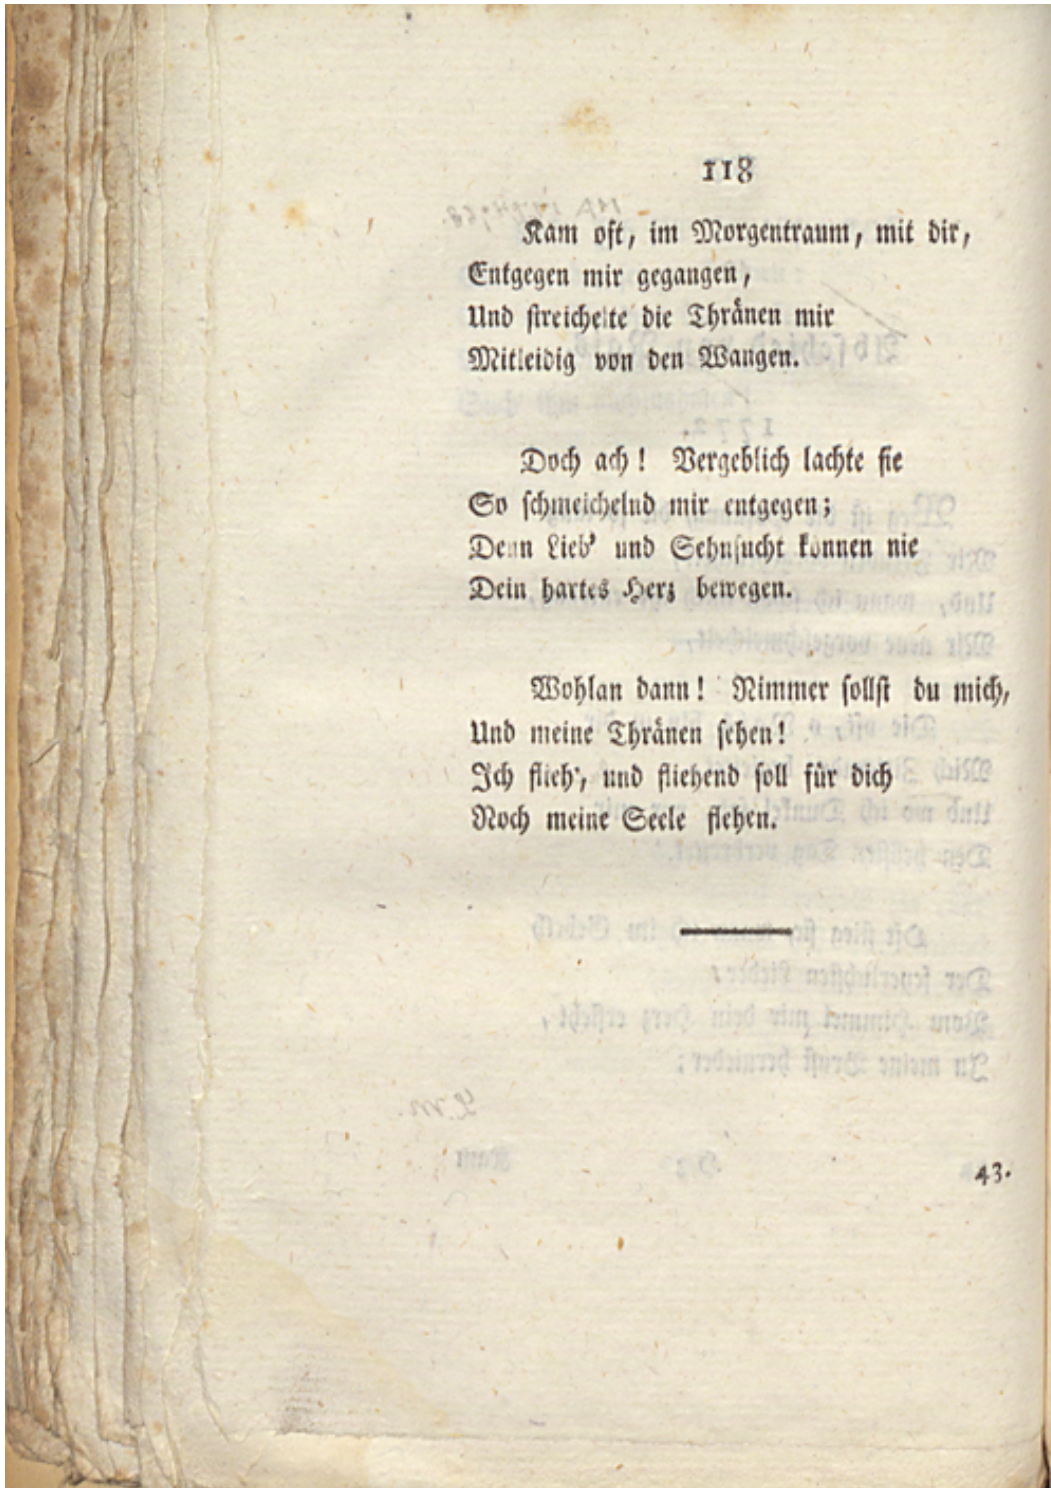 118
Kam oft, im Morgentraum, mit dir,
Entgegen mir gegangen,
Und streichelte die Thränen mir
Mitleidig von den Wangen.
Doch ach! Vergeblich lachte sie
So schmeichelnd mir entgegen;
Denn Lieb' und Sehnsucht können nie
Dein hartes Herz bewegen.
Wohlan dann! Nimmer sollst du mich,
Und meine Thränen sehen!
Ich flieh', und fliehend soll für dich
Noch meine Seele flehen.
43.